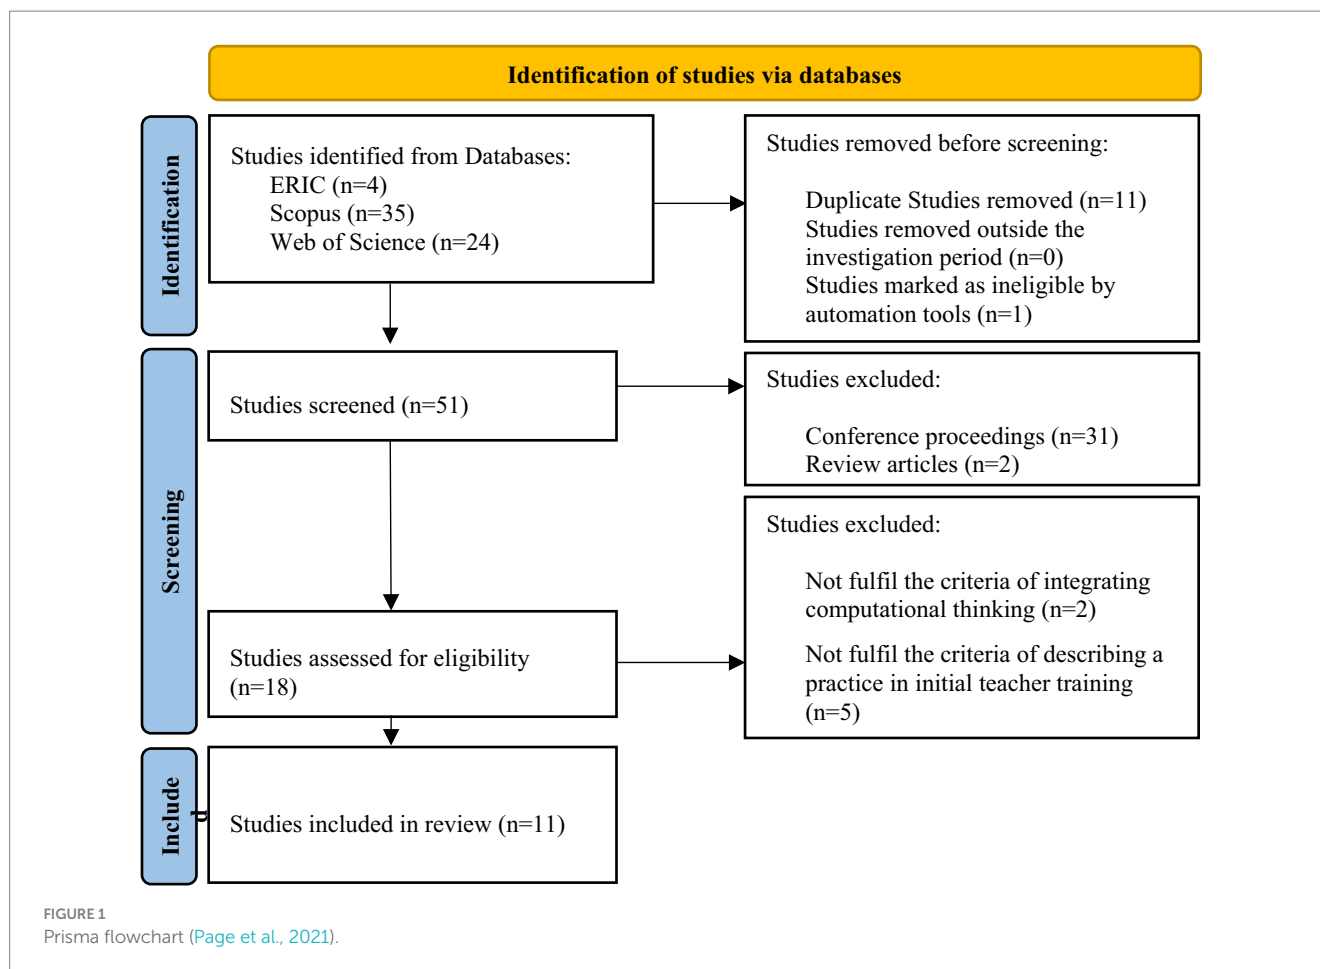 Identification of studies via databases
Identification
Studies identified from Databases:
ERIC (n=4)
Scopus (n=35)
Web of Science (n=24)
Studies removed before screening:
Duplicate Studies removed (n=11)
Studies removed outside the
investigation period (n=0)
Studies marked as ineligible by
automation tools (n=1)
Screening
Studies screened (n=51)
Studies excluded:
Conference proceedings (n=31)
Review articles (n=2)
Studies assessed for eligibility
(n=18)
Studies excluded:
Not fulfil the criteria of integrating
computational thinking (n=2)
Not fulfil the criteria of describing a
practice in initial teacher training
(n=5)
Include
d
Studies included in review (n=11)
FIGURE 1
Prisma flowchart (Page et al., 2021).